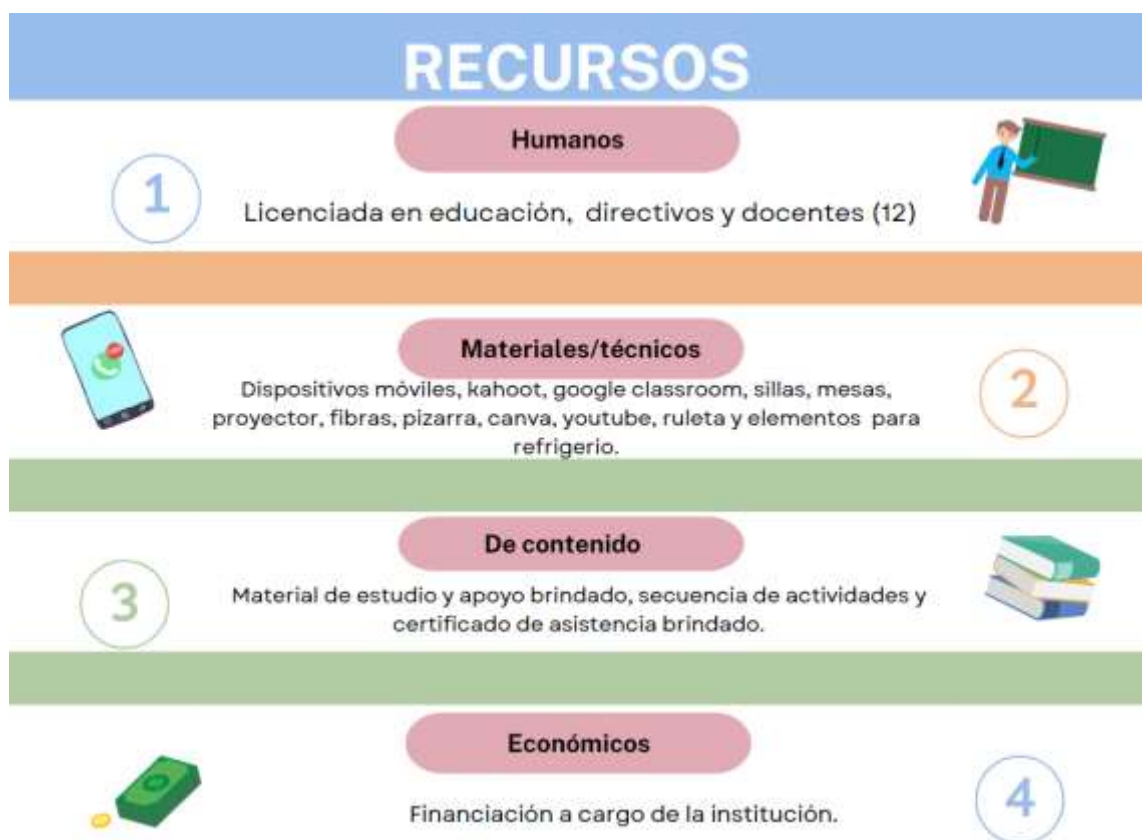 RECURSOS
Humanos
1
Licenciada en educación, directivos y docentes (12)
Materiales/técnicos
2
Dispositivos móviles, kahoot, google classroom, sillas, mesas,
proyector, fibras, pizarra, canva, youtube, ruleta y elementos para
refrigerio.
De contenido
3
Material de estudio y apoyo brindado, secuencia de actividades y
certificado de asistencia brindado.
Económicos
4
Financiación a cargo de la institución.